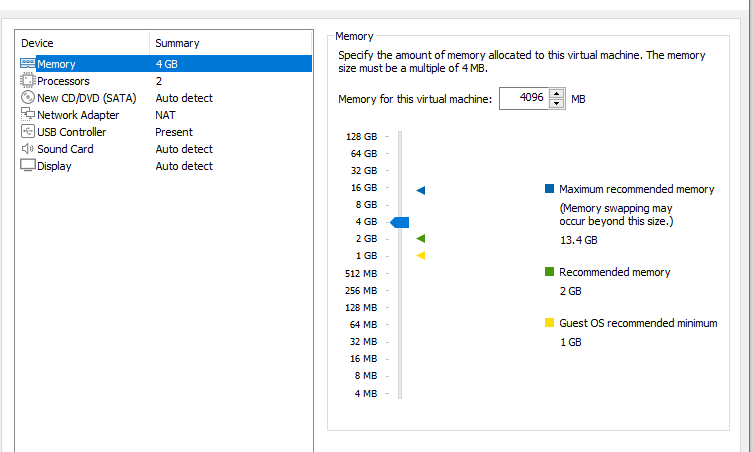 Device Summary
Memory 4 GB
Processors 2
New CD/DVD (SATA) Auto detect
Network Adapter NAT
USB Controller Present
Sound Card Auto detect
Display Auto detect
Memory
Specify the amount of memory allocated to this virtual machine. The memory
size must be a multiple of 4 MB.
Memory for this virtual machine: 4096 MB
128 GB
64 GB
32 GB
16 GB
8 GB
4 GB
2 GB
1 GB
512 MB
256 MB
128 MB
64 MB
32 MB
16 MB
8 MB
4 MB
Maximum recommended memory
(Memory swapping may
occur beyond this size.)
13.4 GB
Recommended memory
2 GB
Guest OS recommended minimum
1 GB